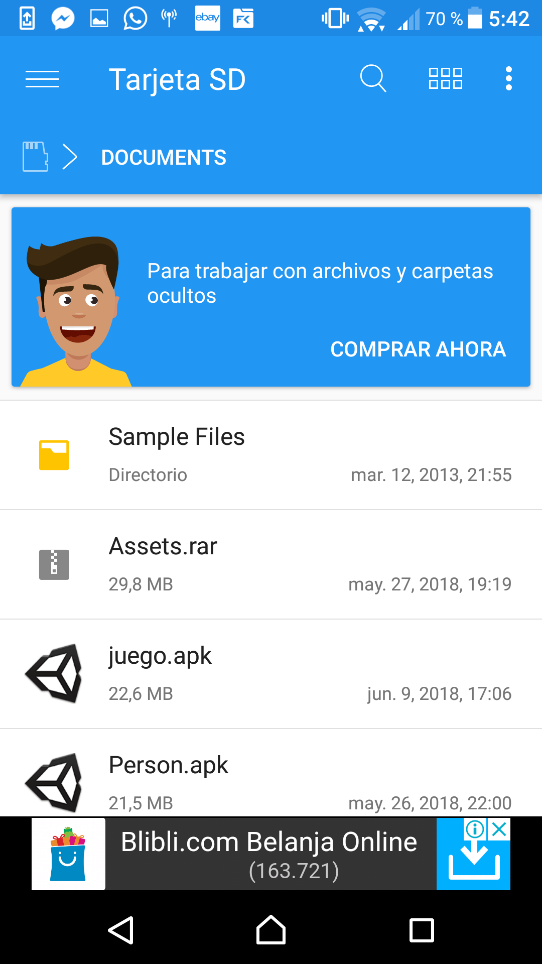 ebay
FK
70 %
5:42
Tarjeta SD
DOCUMENTS
Para trabajar con archivos y carpetas
ocultos
COMPRAR AHORA
Sample Files
Directorio
mar. 12, 2013, 21:55
Assets.rar
29,8 MB
may. 27, 2018, 19:19
juego.apk
22,6 MB
jun. 9, 2018, 17:06
Person.apk
21,5 MB
may. 26, 2018, 22:00
Blibli.com Belanja Online
(163.721)